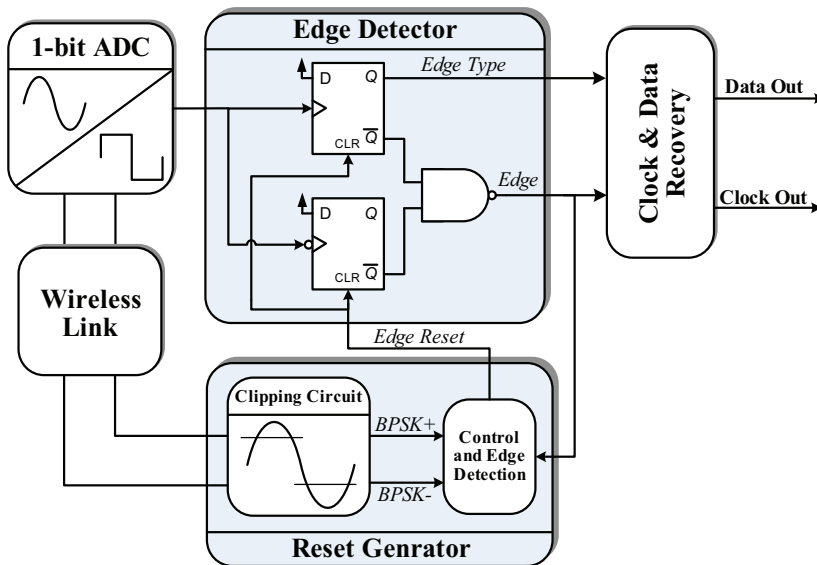 1-bit ADC
Edge Detector
D Q
CLR Q
D Q
CLR Q
Edge Type
Edge
Clock & Data
Recovery
Data Out
Clock Out
Wireless
Link
Edge Reset
Clipping Circuit
BPSK+
BPSK-
Control
and Edge
Detection
Reset Genrator